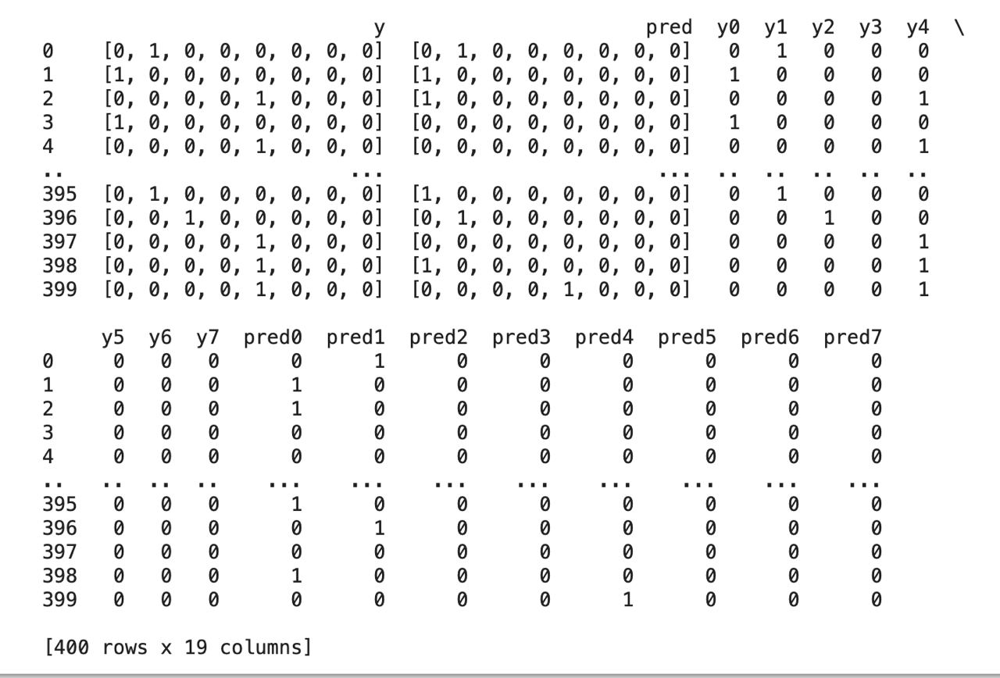 y pred y0 y1 y2 y3 y4 \
0 [0, 1, 0, 0, 0, 0, 0, 0] [0, 1, 0, 0, 0, 0, 0, 0] 0 1 0 0 0
1 [1, 0, 0, 0, 0, 0, 0, 0] [1, 0, 0, 0, 0, 0, 0, 0] 1 0 0 0 0
2 [0, 0, 0, 0, 1, 0, 0, 0] [1, 0, 0, 0, 0, 0, 0, 0] 0 0 0 0 1
3 [1, 0, 0, 0, 0, 0, 0, 0] [0, 0, 0, 0, 0, 0, 0, 0] 1 0 0 0 0
4 [0, 0, 0, 0, 1, 0, 0, 0] [0, 0, 0, 0, 0, 0, 0, 0] 0 0 0 0 1
.. ... ... .. .. .. .. ..
395 [0, 1, 0, 0, 0, 0, 0, 0] [1, 0, 0, 0, 0, 0, 0, 0] 0 1 0 0 0
396 [0, 0, 1, 0, 0, 0, 0, 0] [0, 1, 0, 0, 0, 0, 0, 0] 0 0 1 0 0
397 [0, 0, 0, 0, 1, 0, 0, 0] [0, 0, 0, 0, 0, 0, 0, 0] 0 0 0 0 1
398 [0, 0, 0, 0, 1, 0, 0, 0] [1, 0, 0, 0, 0, 0, 0, 0] 0 0 0 0 1
399 [0, 0, 0, 0, 1, 0, 0, 0] [0, 0, 0, 0, 1, 0, 0, 0] 0 0 0 0 1
y5 y6 y7 pred0 pred1 pred2 pred3 pred4 pred5 pred6 pred7
0 0 0 0 0 1 0 0 0 0 0 0
1 0 0 0 1 0 0 0 0 0 0 0
2 0 0 0 1 0 0 0 0 0 0 0
3 0 0 0 0 0 0 0 0 0 0 0
4 0 0 0 0 0 0 0 0 0 0 0
.. .. .. .. ... ... ... ... ... ... ... ...
395 0 0 0 1 0 0 0 0 0 0 0
396 0 0 0 0 1 0 0 0 0 0 0
397 0 0 0 0 0 0 0 0 0 0 0
398 0 0 0 1 0 0 0 0 0 0 0
399 0 0 0 0 0 0 0 1 0 0 0
[400 rows x 19 columns]